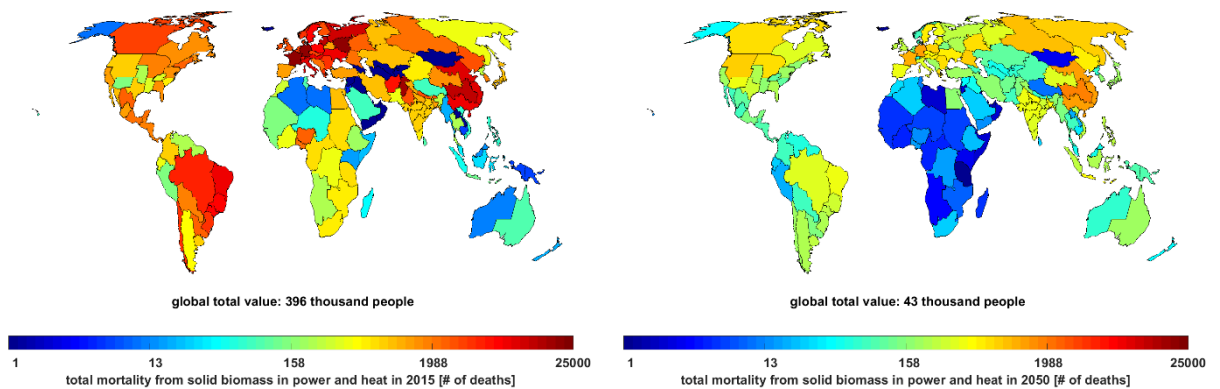 global total value: 396 thousand people
1 13 158 1988 25000
total mortality from solid biomass in power and heat in 2015 [# of deaths]
global total value: 43 thousand people
1 13 158 1988 25000
total mortality from solid biomass in power and heat in 2050 [# of deaths]